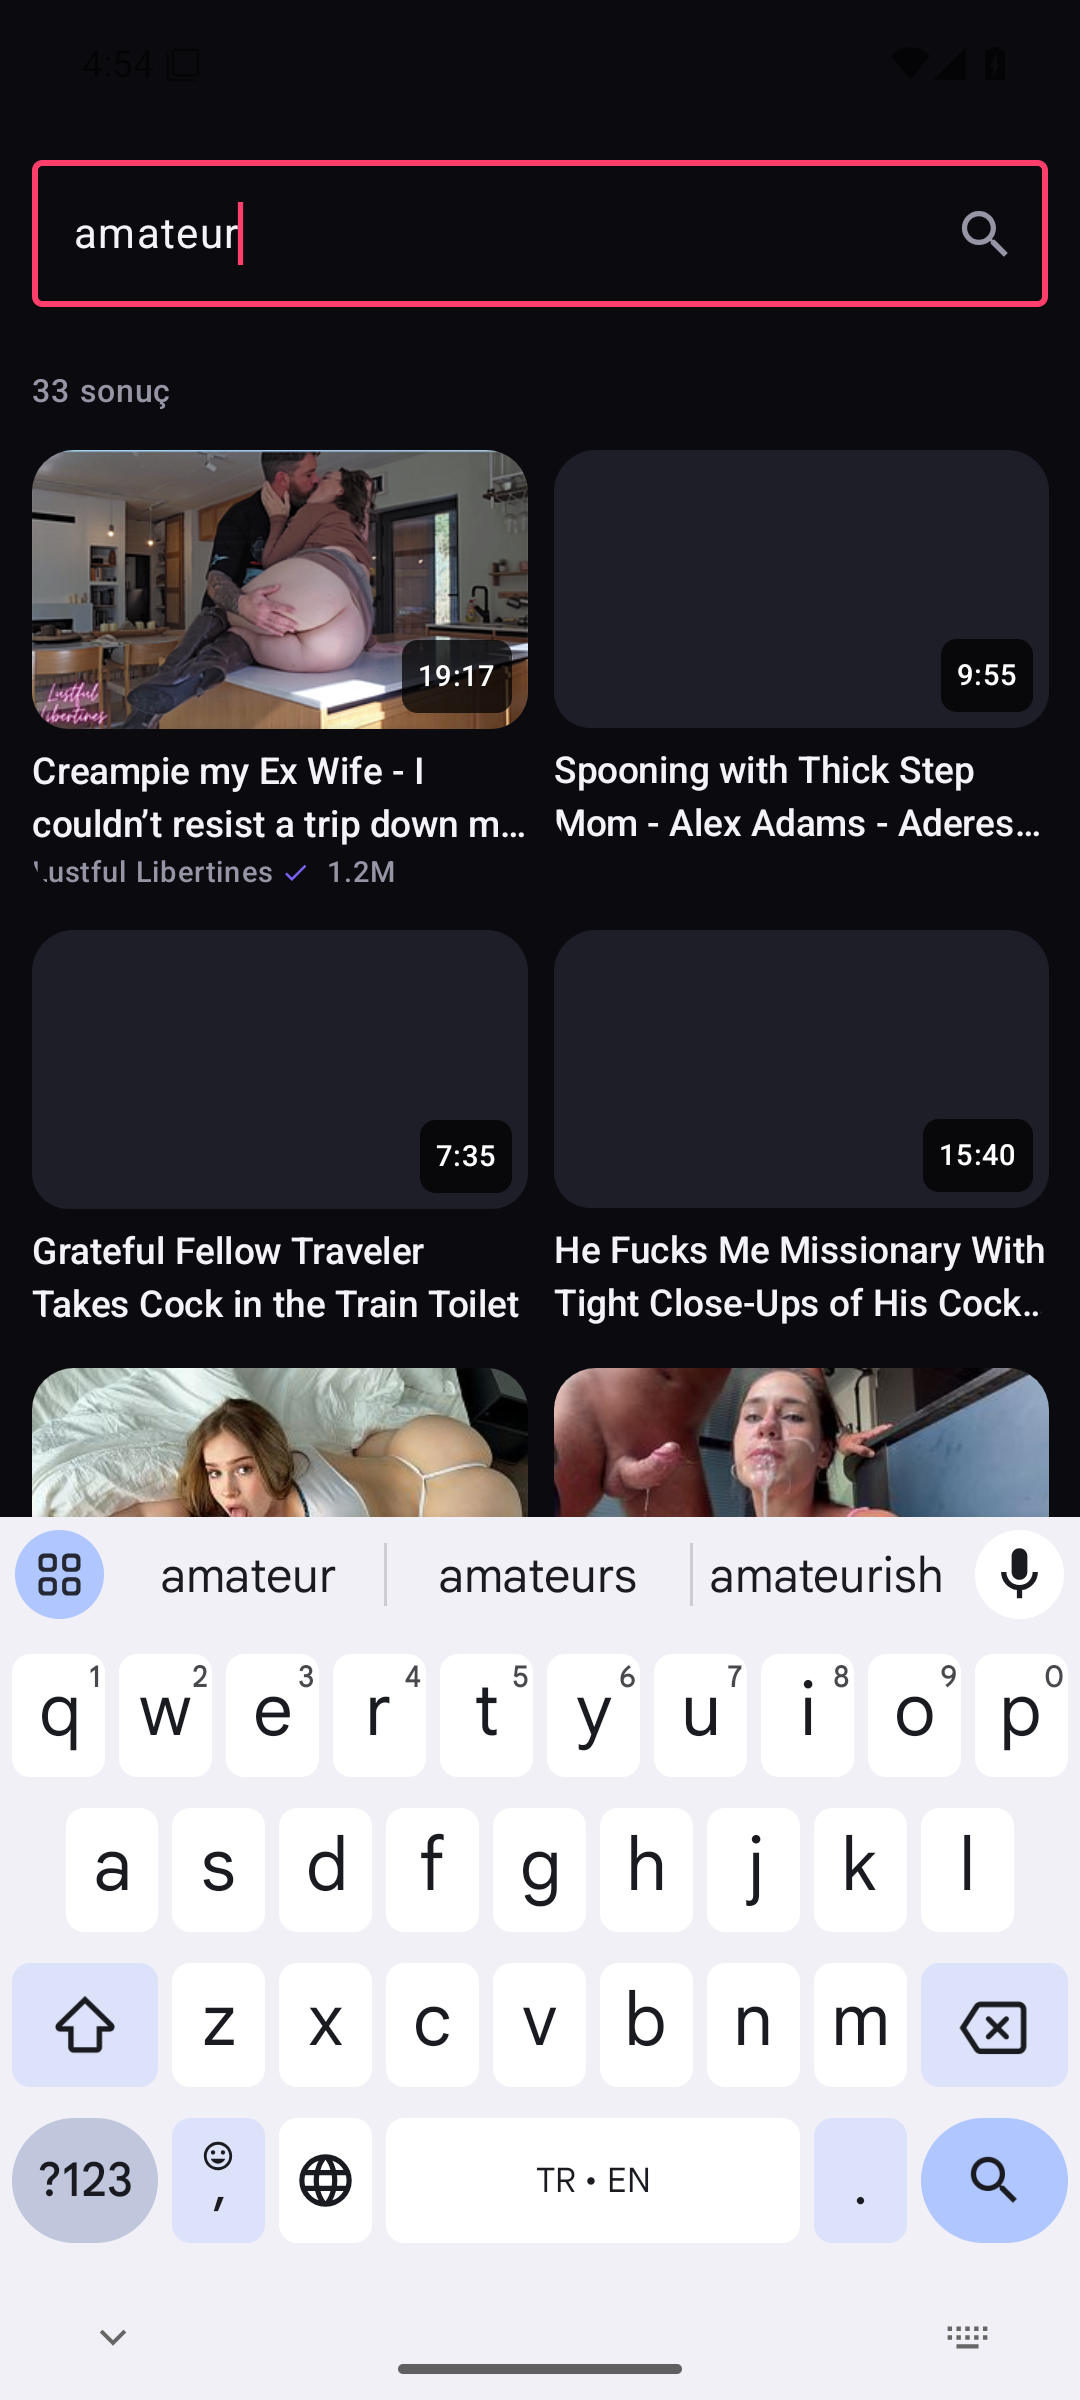 4:54
amateur
33 sonuç
19:17
Lustful
Libertines
9:55
Creampie my Ex Wife - I
couldn’t resist a trip down m...
Lustful Libertines 1.2M
Spooning with Thick Step
Mom - Alex Adams - Aderes...
7:35
15:40
Grateful Fellow Traveler
Takes Cock in the Train Toilet
He Fucks Me Missionary With
Tight Close-Ups of His Cock..
amateur amateurs amateurish
1 2 3 4 5 6 7 8 9 0
q w e r t y u i o p
a s d f g h j k l
z x c v b n m
?123 , TR • EN .